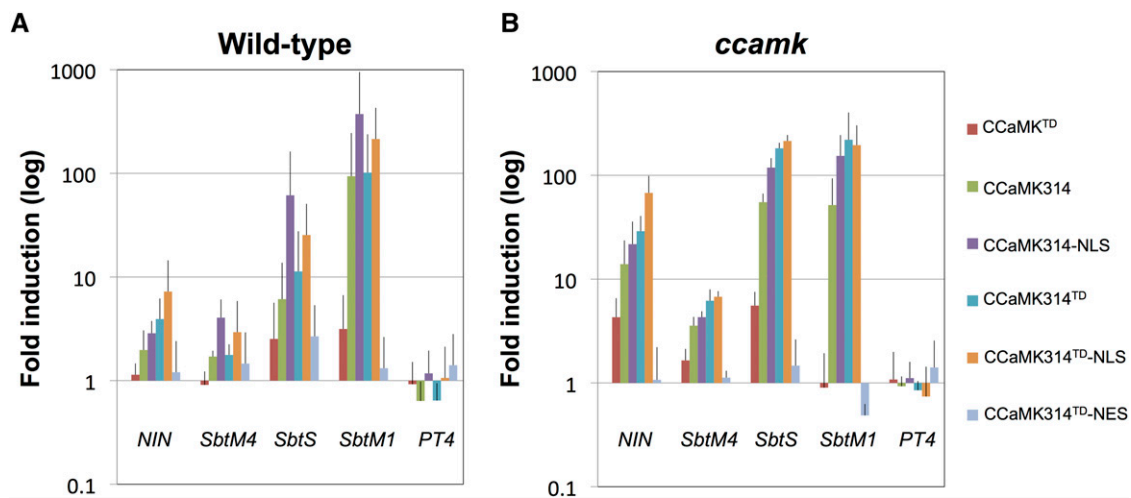 A
Wild-type
Fold induction (log)
1000
100
10
1
0.1
NIN SbtM4 SbtS SbtM1 PT4
B
ccamk
Fold induction (log)
1000
100
10
1
0.1
NIN SbtM4 SbtS SbtM1 PT4
CCaMKTD
CCaMK314
CCaMK314-NLS
CCaMK314TD
CCaMK314TD-NLS
CCaMK314TD-NES